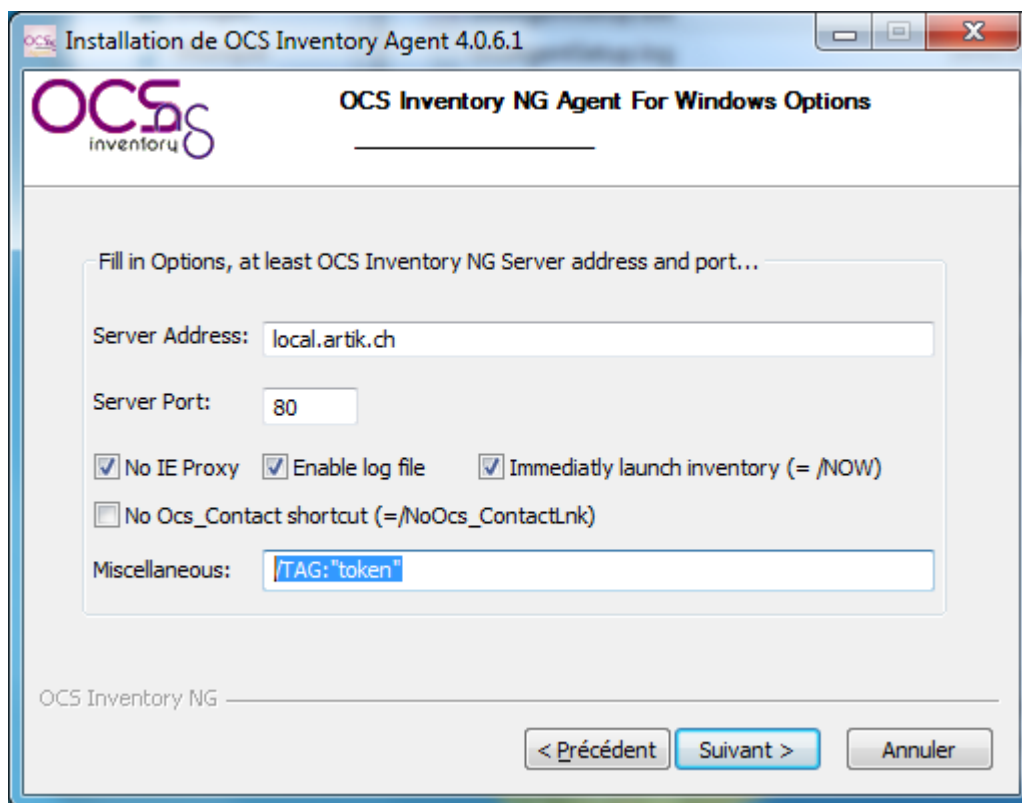 Installation de OCS Inventory Agent 4.0.6.1
OCSng
inventory
OCS Inventory NG Agent For Windows Options
Fill in Options, at least OCS Inventory NG Server address and port...
Server Address: local.artik.ch
Server Port: 80
No IE Proxy Enable log file Immediatly launch inventory (= /NOW)
No Ocs_Contact shortcut (=/NoOcs_ContactLnk)
Miscellaneous: /TAG:"token"
OCS Inventory NG
< Précédent Suivant > Annuler